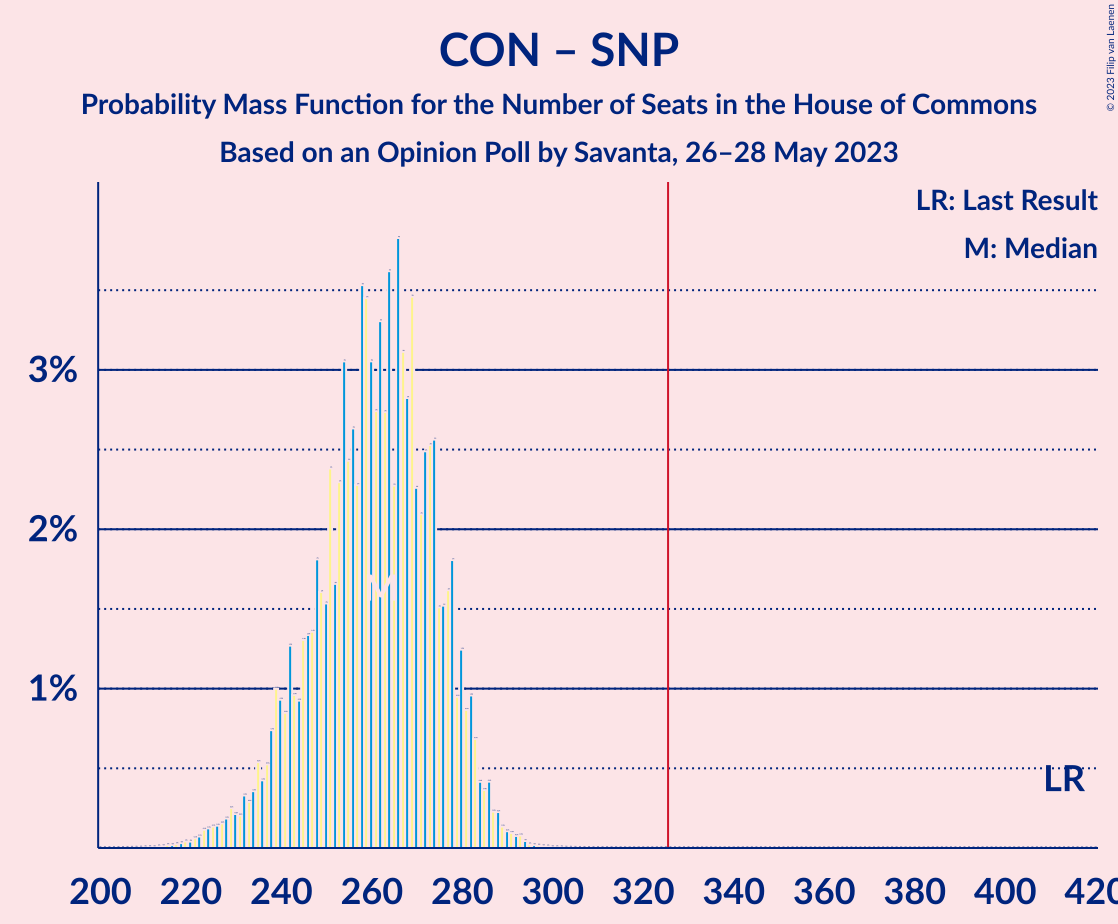 CON – SNP
Probability Mass Function for the Number of Seats in the House of Commons
Based on an Opinion Poll by Savanta, 26–28 May 2023
© 2023 Filip van Laenen
LR: Last Result
M: Median
3%
2%
1%
M
LR
200 220 240 260 280 300 320 340 360 380 400 420